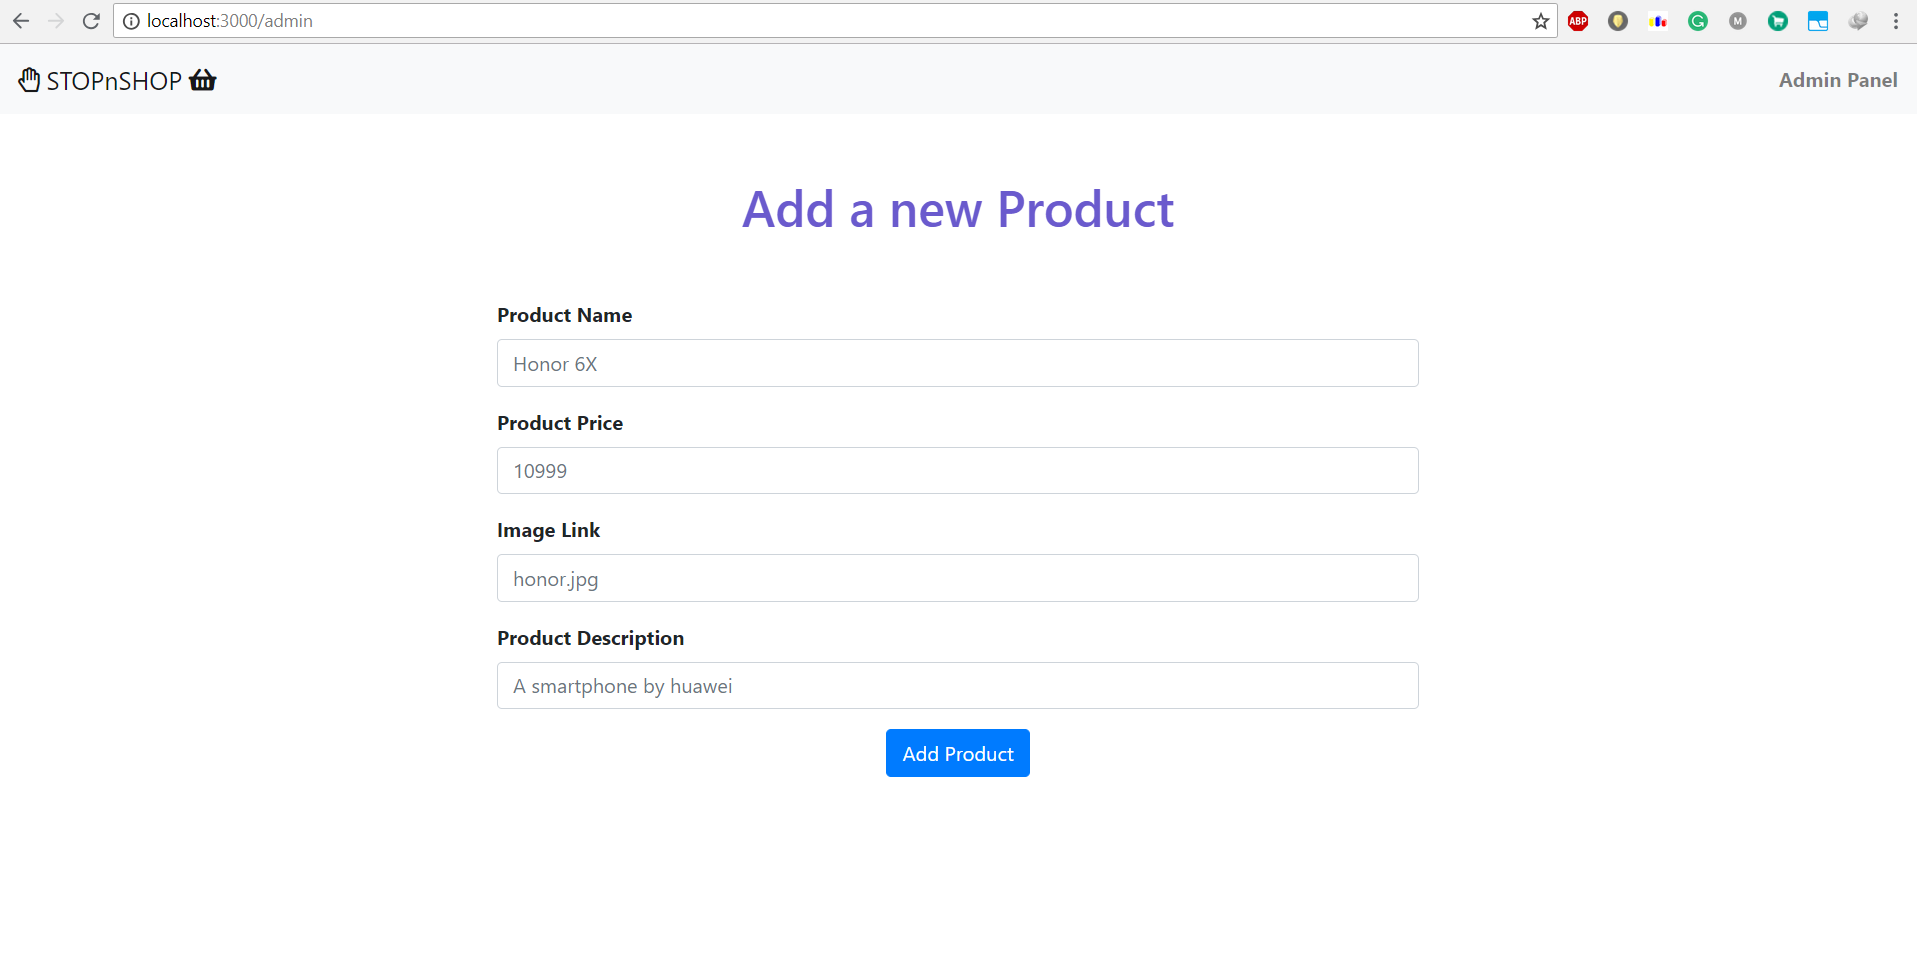 localhost:3000/admin
ABP
G
M
STOPnSHOP
Admin Panel
Add a new Product
Product Name
Honor 6X
Product Price
10999
Image Link
honor.jpg
Product Description
A smartphone by huawei
Add Product